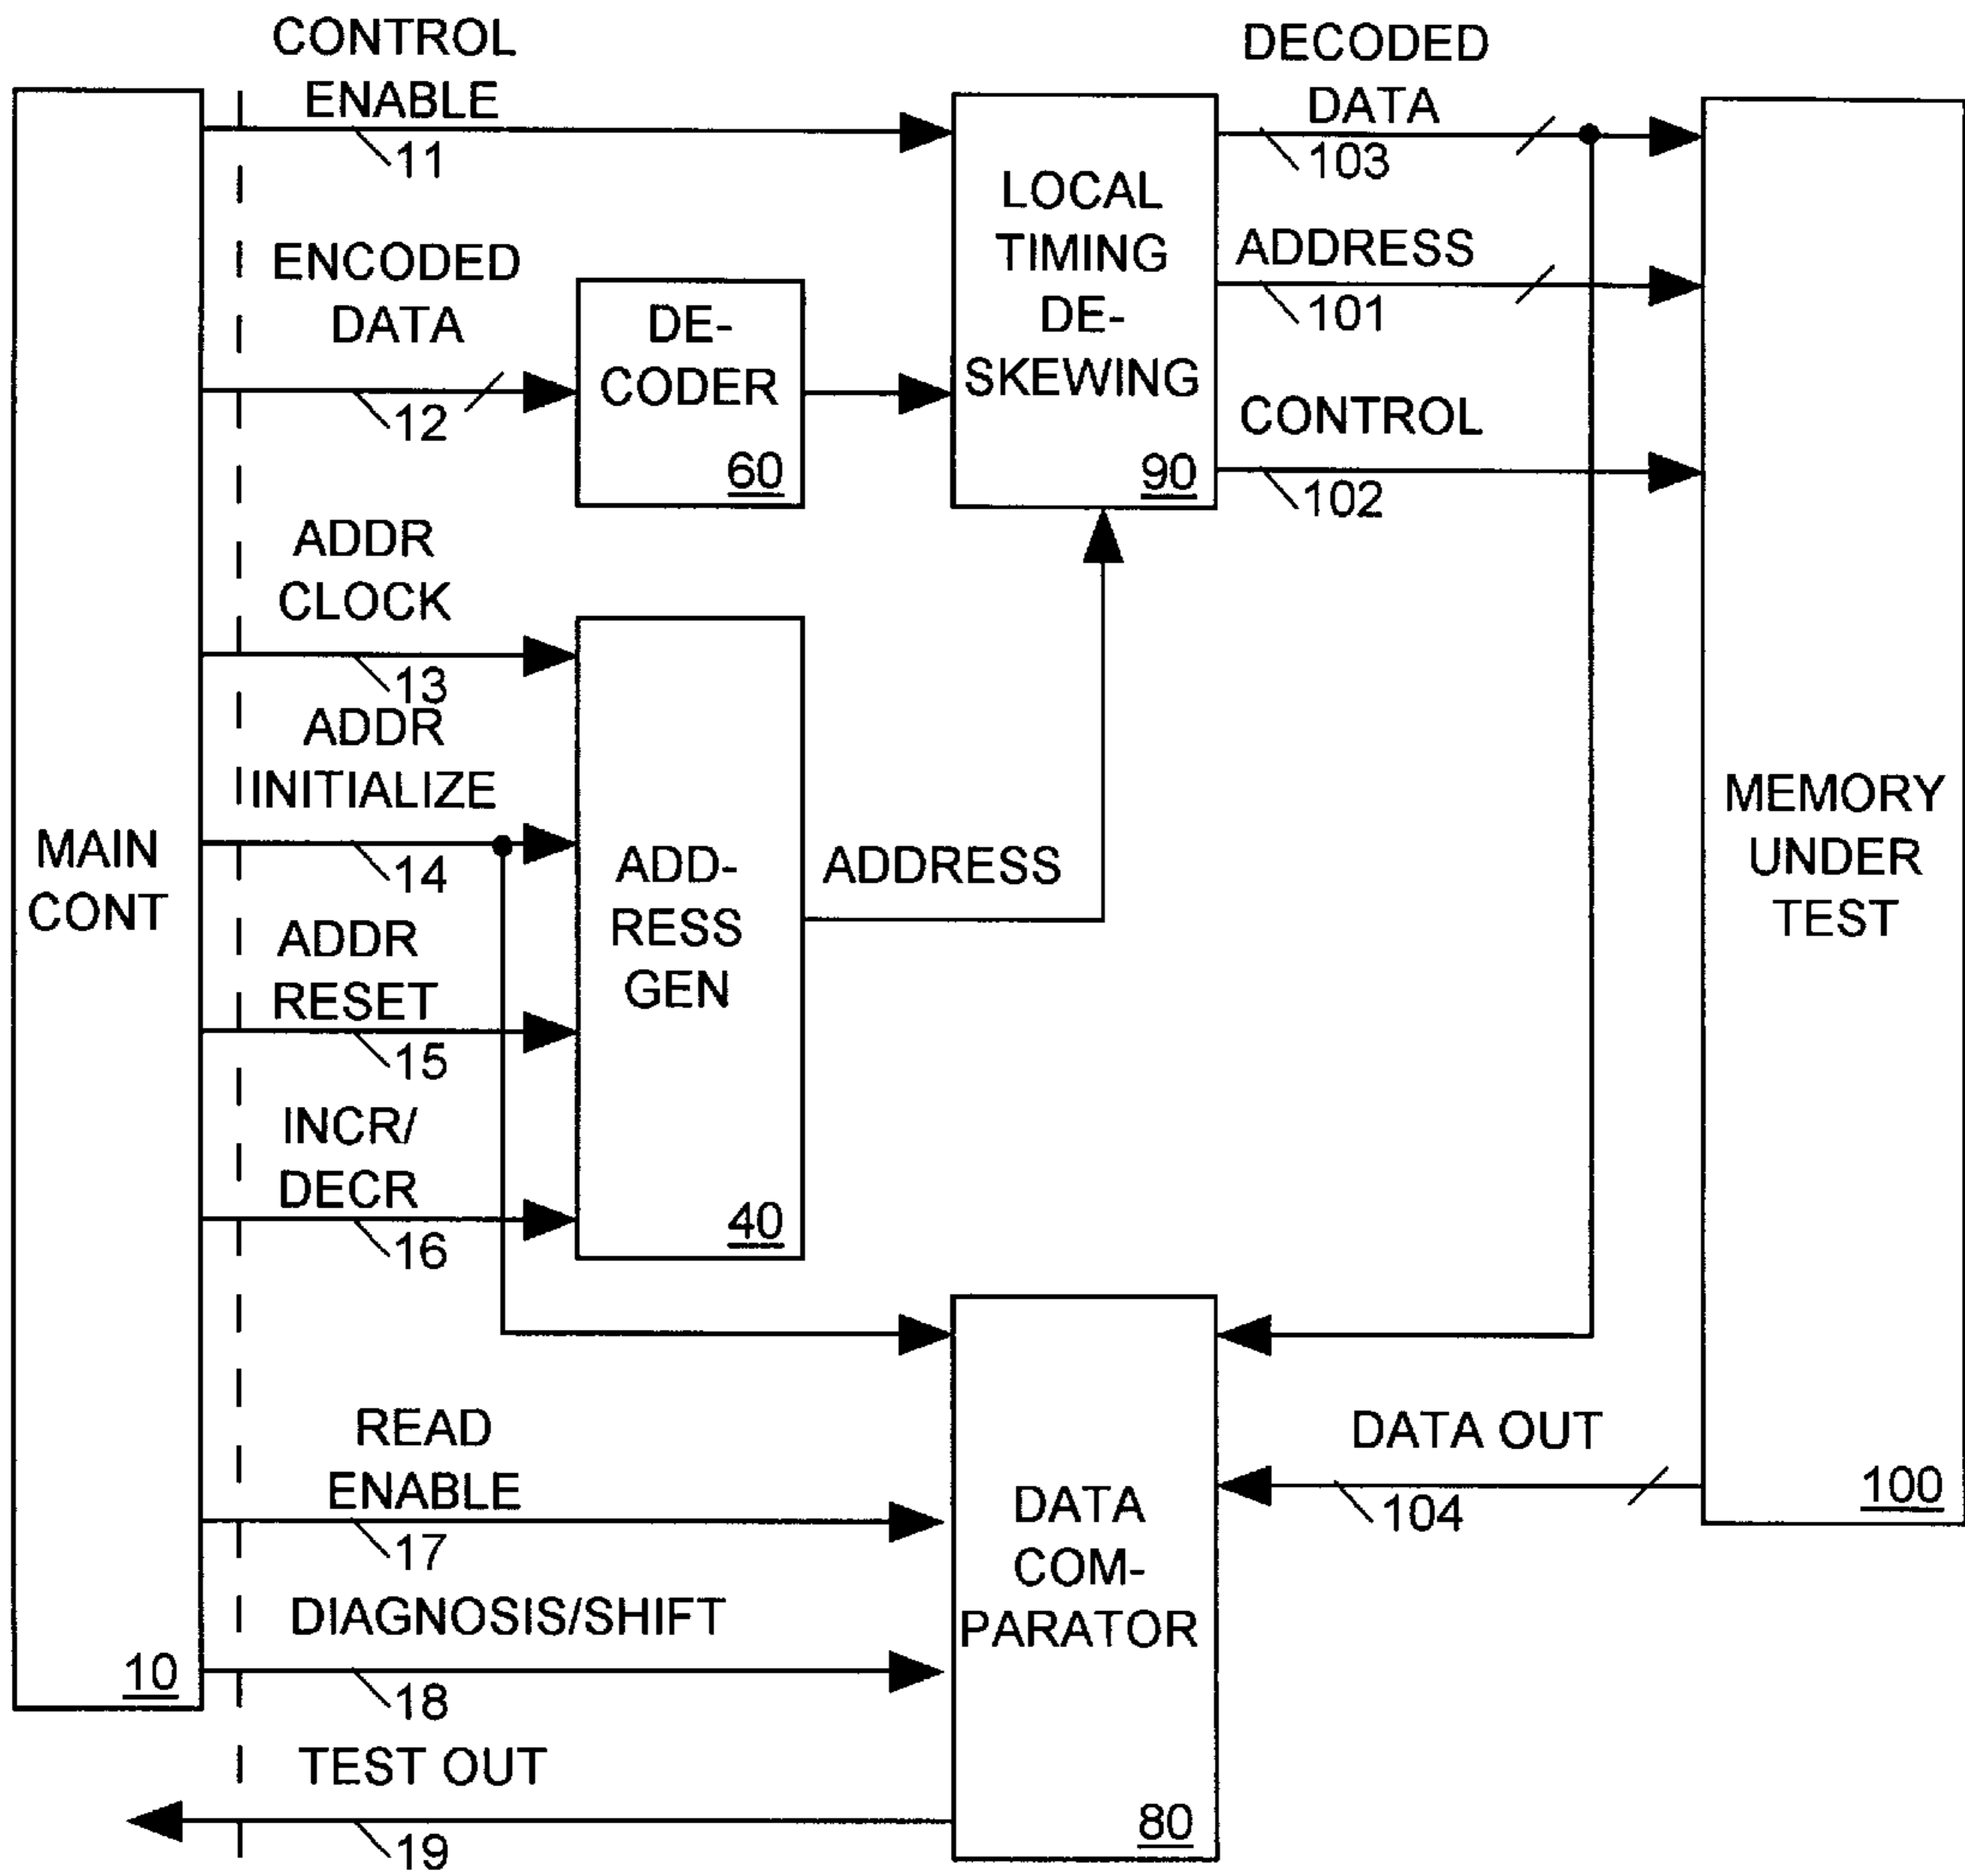 CONTROL
ENABLE
11
ENCODED
DATA
12
ADDR
CLOCK
13
ADDR
INITIALIZE
14
ADDR
RESET
15
INCR/
DECR
16
READ
ENABLE
17
DIAGNOSIS/SHIFT
18
TEST OUT
19
MAIN
CONT
10
DE-
CODER
60
ADD-
RESS
GEN
40
ADDRESS
LOCAL
TIMING
DE-
SKEWING
90
DECODED
DATA
103
ADDRESS
101
CONTROL
102
DATA OUT
104
DATA
COM-
PARATOR
80
MEMORY
UNDER
TEST
100